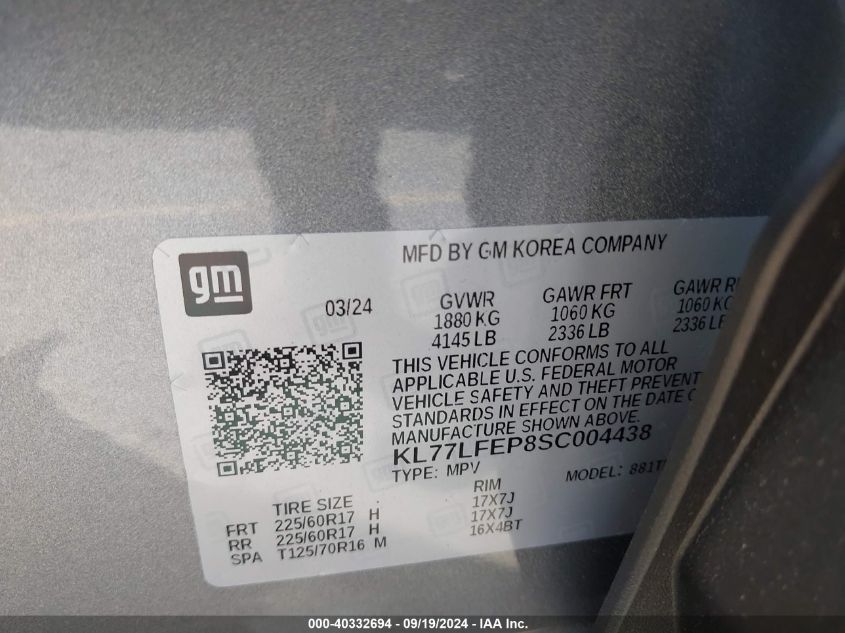 gm
MFD BY GM KOREA COMPANY
03/24
GVWR GAWR FRT GAWR
1880 KG 1060 KG 1060 KG
4145 LB 2336 LB 2336 LB
THIS VEHICLE CONFORMS TO ALL
APPLICABLE U.S. FEDERAL MOTOR
VEHICLE SAFETY AND THEFT PREVENT
STANDARDS IN EFFECT ON THE DATE
MANUFACTURE SHOWN ABOVE.
KL77LFEP8SC004438
TYPE: MPV MODEL:
TIRE SIZE RIM
FRT 225/60R17 H 17X7J
RR 225/60R17 H 17X7J
SPA T125/70R16 M 16X4BT
000-40332694 - 09/19/2024 - IAA Inc.